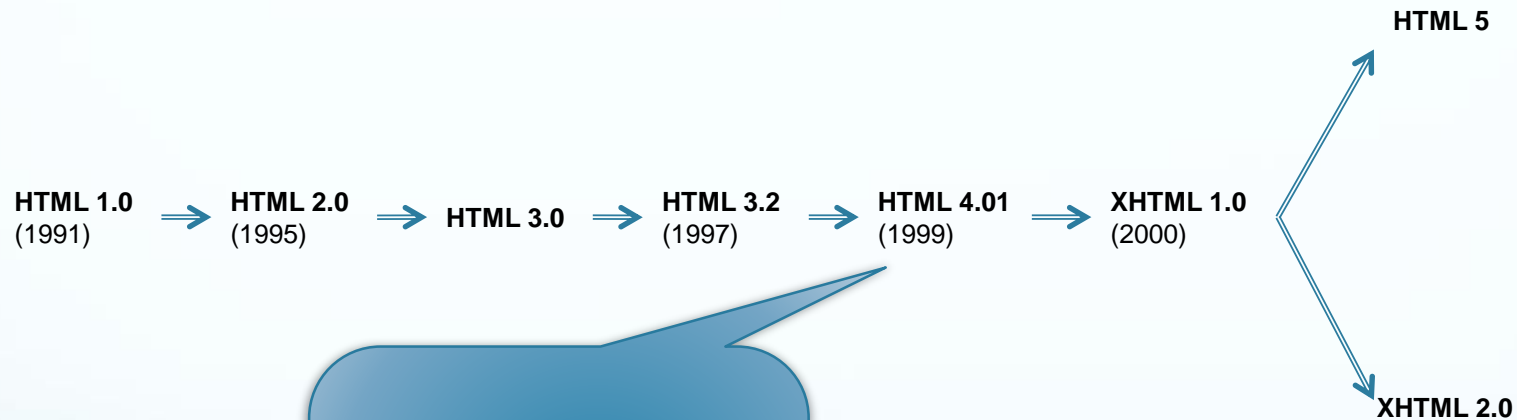 HTML 5
HTML 1.0
(1991)
HTML 2.0
(1995)
HTML 3.0
HTML 3.2
(1997)
HTML 4.01
(1999)
XHTML 1.0
(2000)
XHTML 2.0